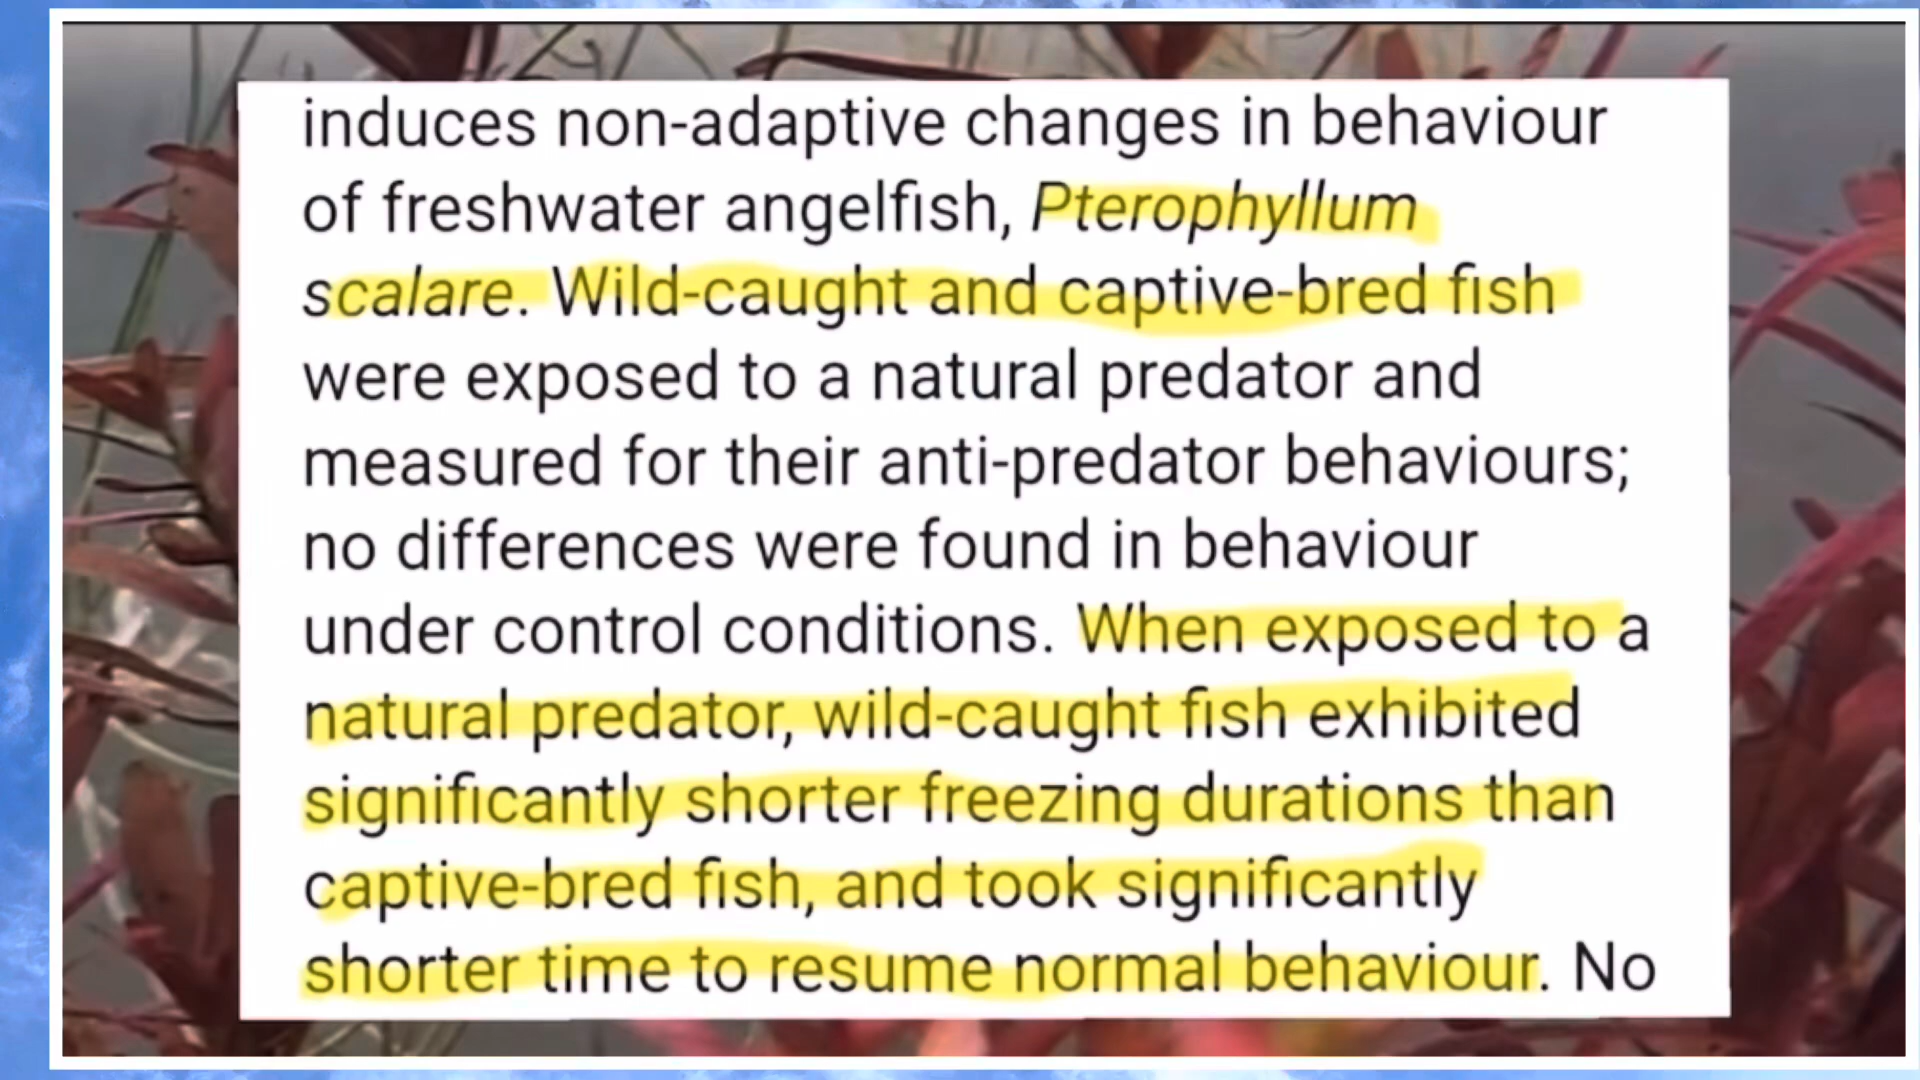 induces non-adaptive changes in behaviour
of freshwater angelfish, Pterophyllum
scalare. Wild-caught and captive-bred fish
were exposed to a natural predator and
measured for their anti-predator behaviours;
no differences were found in behaviour
under control conditions. When exposed to a
natural predator, wild-caught fish exhibited
significantly shorter freezing durations than
captive-bred fish, and took significantly
shorter time to resume normal behaviour. No